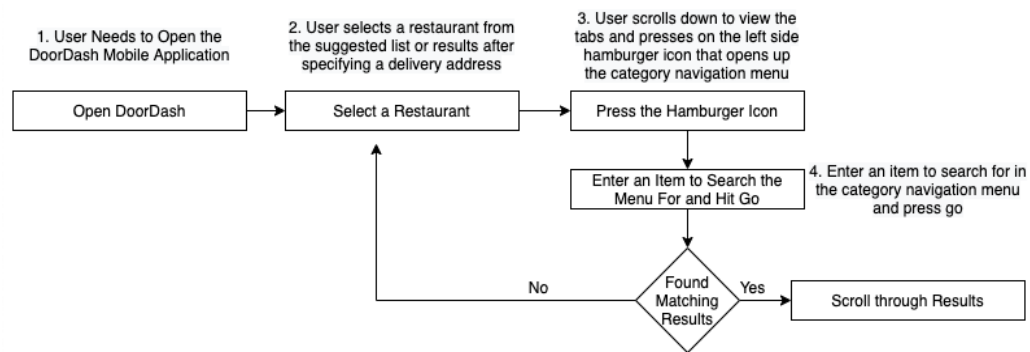 1. User Needs to Open the
DoorDash Mobile Application
2. User selects a restaurant from
the suggested list or results after
specifying a delivery address
3. User scrolls down to view the
tabs and presses on the left side
hamburger icon that opens up
the category navigation menu
Open DoorDash
Select a Restaurant
Press the Hamburger Icon
Enter an Item to Search the
Menu For and Hit Go
4. Enter an item to search for in
the category navigation menu
and press go
No
Found
Matching
Results
Yes
Scroll through Results